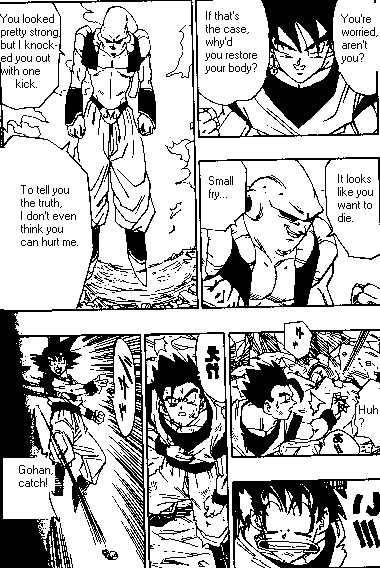 You're
worried,
aren't
you?
If that's
the case,
why'd
you restore
your body?
You looked
pretty strong,
but I knock-
ed you out
with one
kick.
To tell you
the truth,
I don't even
think you
can hurt me.
It looks
like you
want to
die.
Small
fry...
Huh
?
Gohan,
catch!